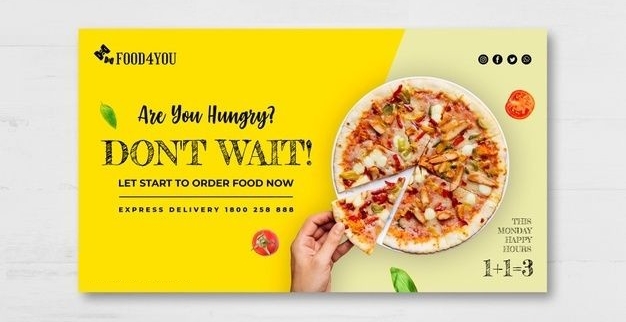 FOOD4YOU
Are You Hungry?
DONT WAIT!
LET START TO ORDER FOOD NOW
EXPRESS DELIVERY 1800 258 888
THIS
MONDAY
HAPPY
HOURS
1+1=3